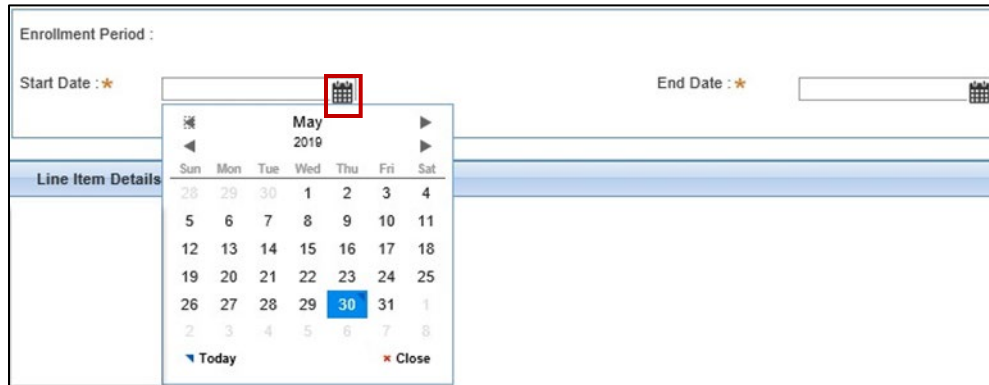 Enrollment Period :
Start Date : * End Date : *
May
2019
Sun Mon Tue Wed Thu Fri Sat
Line Item Details
28 29 30 1 2 3 4
5 6 7 8 9 10 11
12 13 14 15 16 17 18
19 20 21 22 23 24 25
26 27 28 29 30 31 1
2 3 4 5 6 7 8
Today × Close